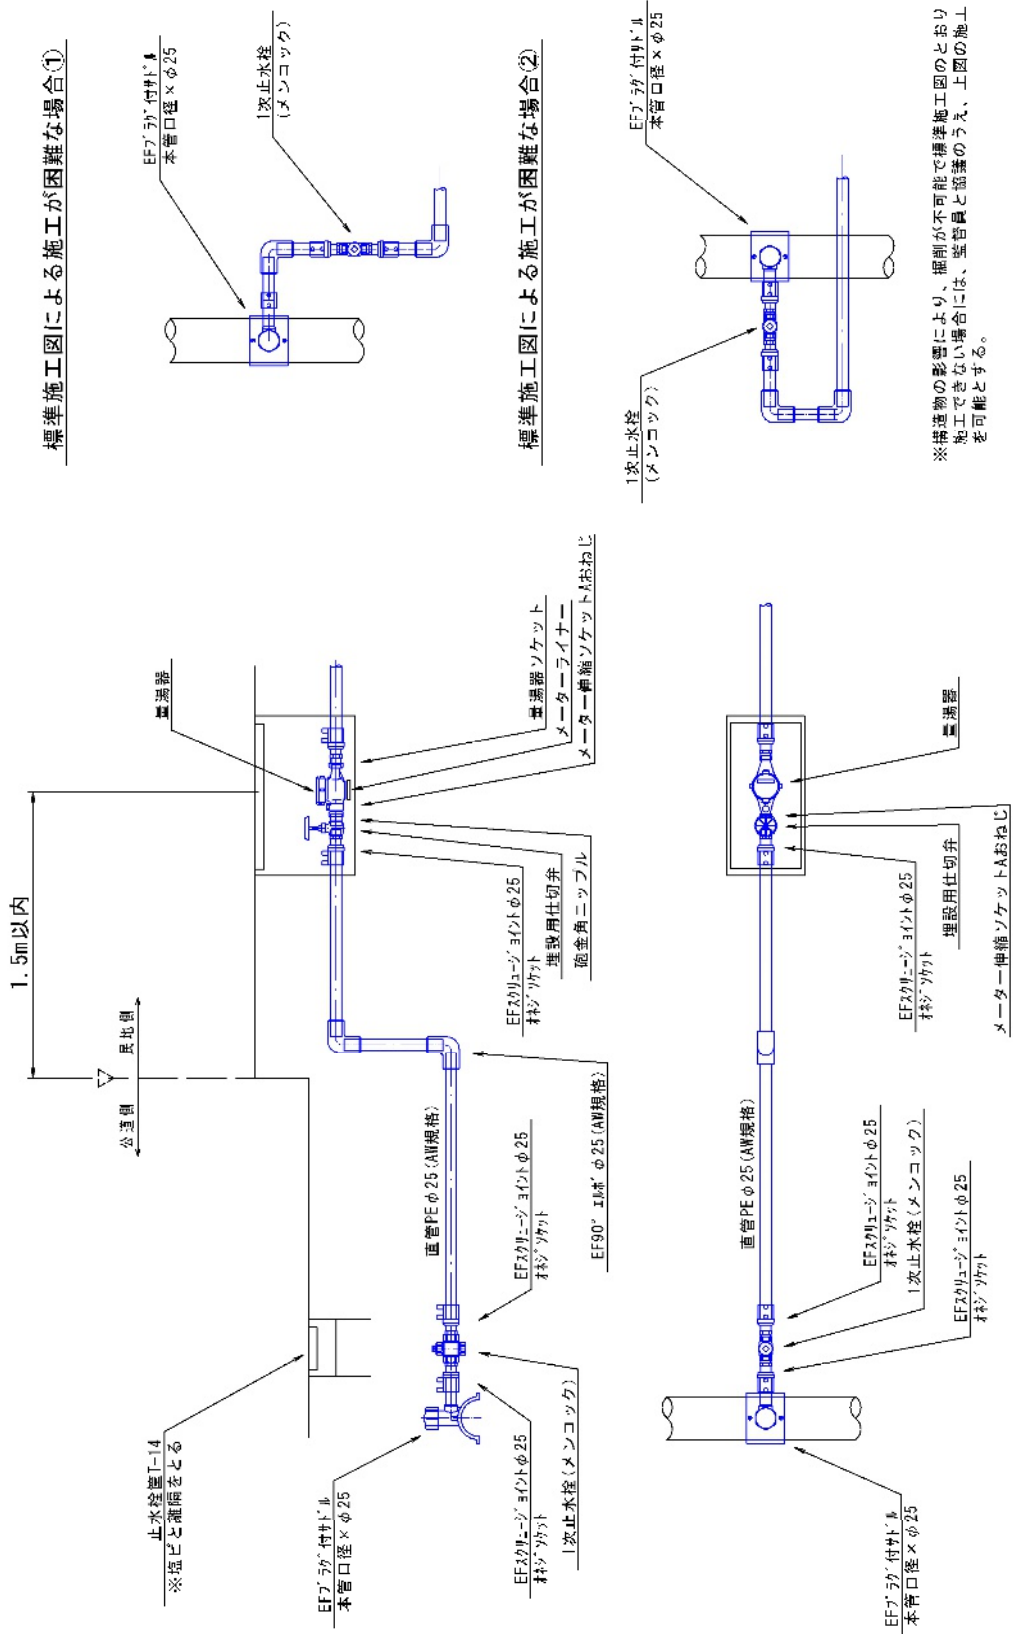 止水栓筐T-14
※塩ビと離隔をとる
公道側
民地側
1.5m以内
量湯器
EFﾌﾟﾗｸﾞ付ｻﾄﾞﾙ
本管口径×φ25
直管PEφ25(AW規格)
EFｽｸﾘｭｰｼﾞｮｲﾝﾄφ25
ｵﾈｼﾞｿｹｯﾄ
1次止水栓(メンコック)
EFｽｸﾘｭｰｼﾞｮｲﾝﾄφ25
ｵﾈｼﾞｿｹｯﾄ
EF90°ｴﾙﾎﾞφ25(AW規格)
EFｽｸﾘｭｰｼﾞｮｲﾝﾄφ25
ｵﾈｼﾞｿｹｯﾄ
埋設用仕切弁
砲金角ニップル
量湯器ソケット
メーターライナー
メーター伸縮ソケットAおねじ
EFﾌﾟﾗｸﾞ付ｻﾄﾞﾙ
本管口径×φ25
直管PEφ25(AW規格)
EFｽｸﾘｭｰｼﾞｮｲﾝﾄφ25
ｵﾈｼﾞｿｹｯﾄ
1次止水栓(メンコック)
EFｽｸﾘｭｰｼﾞｮｲﾝﾄφ25
ｵﾈｼﾞｿｹｯﾄ
EFｽｸﾘｭｰｼﾞｮｲﾝﾄφ25
ｵﾈｼﾞｿｹｯﾄ
埋設用仕切弁
メーター伸縮ソケットAおねじ
量湯器
標準施工図による施工が困難な場合①
EFﾌﾟﾗｸﾞ付ｻﾄﾞﾙ
本管口径×φ25
1次止水栓
(メンコック)
標準施工図による施工が困難な場合②
EFﾌﾟﾗｸﾞ付ｻﾄﾞﾙ
本管口径×φ25
1次止水栓
(メンコック)
※構造物の影響により、掘削が不可能で標準施工図のとおり
施工できない場合には、監督員と協議のうえ、上図の施工
を可能とする。